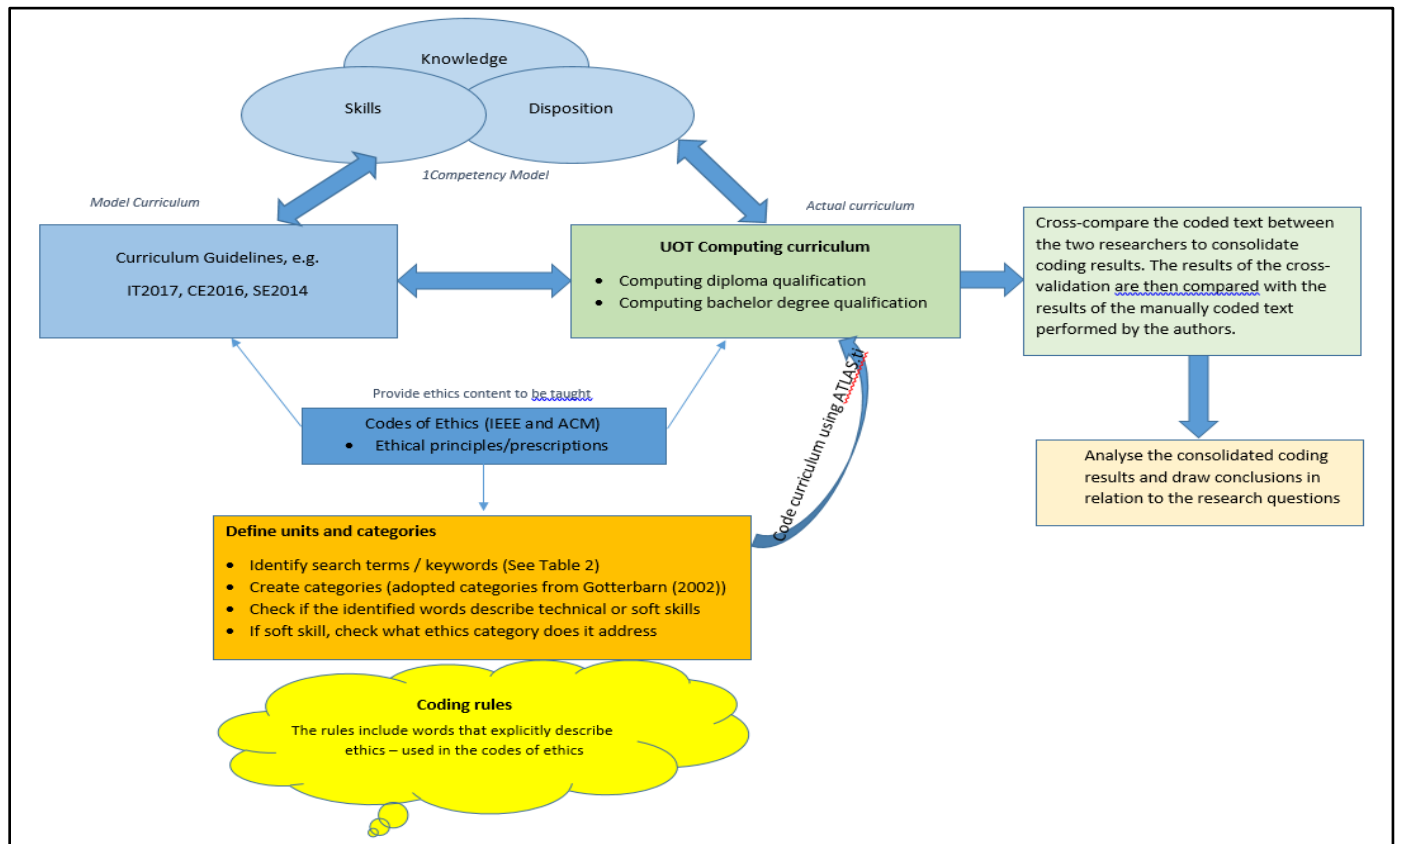 Knowledge
Skills
Disposition
1Competency Model
Model Curriculum
Actual curriculum
Curriculum Guidelines, e.g.
IT2017, CE2016, SE2014
UOT Computing curriculum
• Computing diploma qualification
• Computing bachelor degree qualification
Cross-compare the coded text between
the two researchers to consolidate
coding results. The results of the cross-
validation are then compared with the
results of the manually coded text
performed by the authors.
Provide ethics content to be taught
Codes of Ethics (IEEE and ACM)
• Ethical principles/prescriptions
Code curriculum using ATLAS.ti
Analyse the consolidated coding
results and draw conclusions in
relation to the research questions
Define units and categories
• Identify search terms / keywords (See Table 2)
• Create categories (adopted categories from Gotterbarn (2002))
• Check if the identified words describe technical or soft skills
• If soft skill, check what ethics category does it address
Coding rules
The rules include words that explicitly describe
ethics – used in the codes of ethics